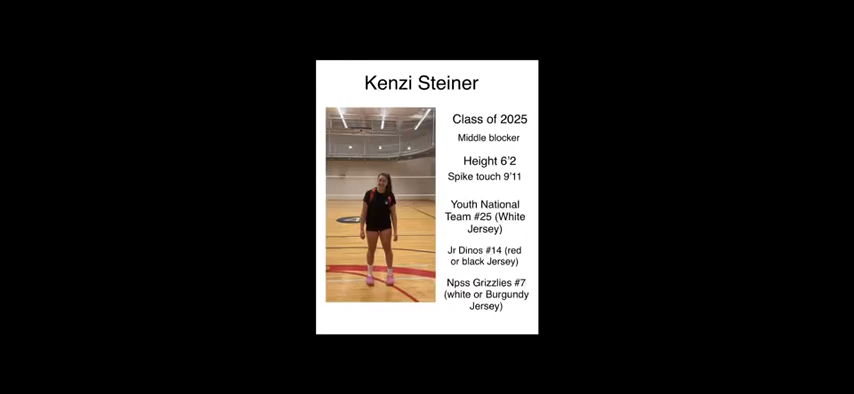 Kenzi Steiner
Class of 2025
Middle blocker
Height 6'2
Spike touch 9'11
Youth National
Team #25 (White
Jersey)
Jr Dinos #14 (red
or black Jersey)
Npss Grizzlies #7
(white or Burgundy
Jersey)